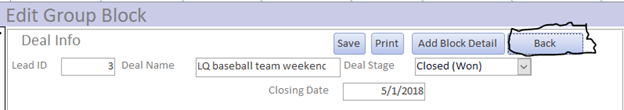 Edit Group Block
Deal Info Save Print Add Block Detail Back
Lead ID 3 Deal Name LQ baseball team weekenc Deal Stage Closed (Won)
Closing Date 5/1/2018